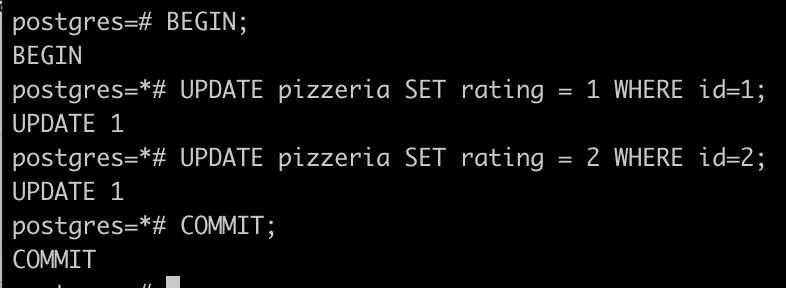 postgres=# BEGIN;
BEGIN
postgres=*# UPDATE pizzeria SET rating = 1 WHERE id=1;
UPDATE 1
postgres=*# UPDATE pizzeria SET rating = 2 WHERE id=2;
UPDATE 1
postgres=*# COMMIT;
COMMIT
postgres=#